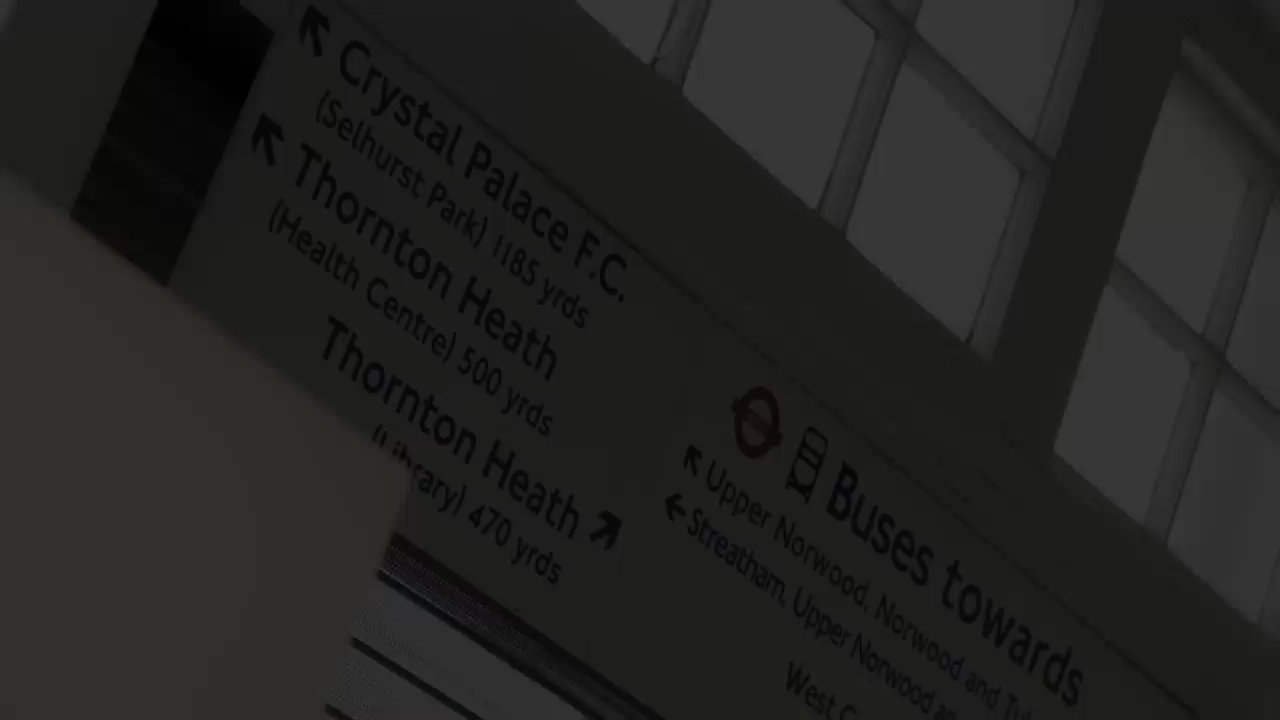 Crystal Palace F.C.
(Selhurst Park) 1185 yrds
Thornton Heath
(Health Centre) 500 yrds
Thornton Heath
(Library) 470 yrds
Buses towards
Upper Norwood, Norwood and
Streatham, Upper Norwood
West